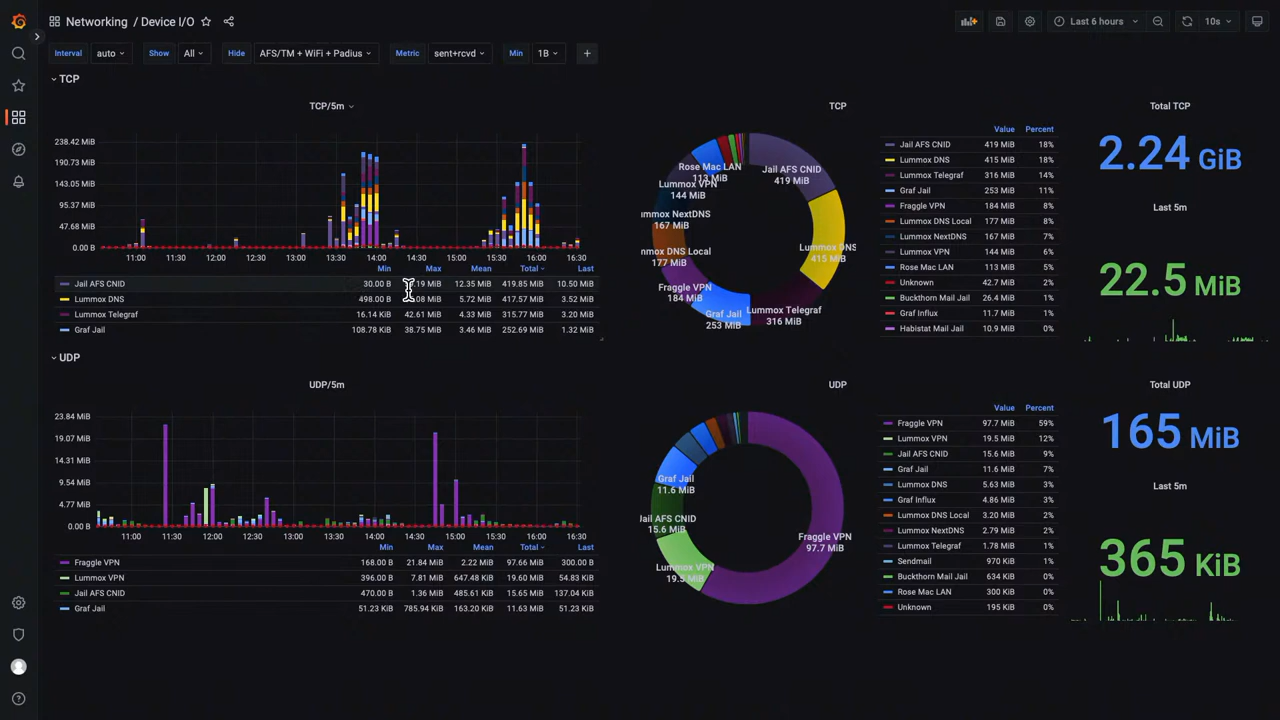 Networking / Device I/O
Last 6 hours
10s
Interval auto Show All Hide AFS/TM + WiFi + Padius Metric sent+rcvd Min 1B
TCP
TCP/5m
238.42 MiB
190.73 MiB
143.05 MiB
95.37 MiB
47.68 MiB
0.00 B
11:00 11:30 12:00 12:30 13:00 13:30 14:00 14:30 15:00 15:30 16:00 16:30
Min Max Mean Total Last
Jail AFS CNID 30.00 B MiB 12.35 MiB 419.85 MiB 10.50 MiB
Lummox DNS 498.00 B MiB 5.72 MiB 417.57 MiB 3.52 MiB
Lummox Telegraf 16.14 KiB 42.61 MiB 4.33 MiB 315.77 MiB 3.20 MiB
Graf Jail 108.78 KiB 38.75 MiB 3.46 MiB 252.69 MiB 1.32 MiB
TCP
Jail AFS CNID
419 MiB
Lummox DNS
415 MiB
Lummox Telegraf
316 MiB
Graf Jail
253 MiB
Fraggle VPN
184 MiB
mmox DNS Local
177 MiB
mmox NextDNS
167 MiB
Lummox VPN
144 MiB
Rose Mac LAN
113 MiB
Value Percent
Jail AFS CNID 419 MiB 18%
Lummox DNS 415 MiB 18%
Lummox Telegraf 316 MiB 14%
Graf Jail 253 MiB 11%
Fraggle VPN 184 MiB 8%
Lummox DNS Local 177 MiB 8%
Lummox NextDNS 167 MiB 7%
Lummox VPN 144 MiB 6%
Rose Mac LAN 113 MiB 5%
Unknown 42.7 MiB 2%
Buckthorn Mail Jail 26.4 MiB 1%
Graf Influx 11.7 MiB 1%
Habistat Mail Jail 10.9 MiB 0%
Total TCP
2.24 GiB
Last 5m
22.5 MiB
UDP
UDP/5m
23.84 MiB
19.07 MiB
14.31 MiB
9.54 MiB
4.77 MiB
0.00 B
11:00 11:30 12:00 12:30 13:00 13:30 14:00 14:30 15:00 15:30 16:00 16:30
Min Max Mean Total Last
Fraggle VPN 168.00 B 21.84 MiB 2.22 MiB 97.66 MiB 300.00 B
Lummox VPN 396.00 B 7.81 MiB 647.48 KiB 19.60 MiB 54.83 KiB
Jail AFS CNID 470.00 B 1.36 MiB 485.61 KiB 15.65 MiB 137.04 KiB
Graf Jail 51.23 KiB 785.94 KiB 163.20 KiB 11.63 MiB 51.23 KiB
UDP
Graf Jail
11.6 MiB
Jail AFS CNID
15.6 MiB
Lummox VPN
19.5 MiB
Fraggle VPN
97.7 MiB
Value Percent
Fraggle VPN 97.7 MiB 59%
Lummox VPN 19.5 MiB 12%
Jail AFS CNID 15.6 MiB 9%
Graf Jail 11.6 MiB 7%
Lummox DNS 5.63 MiB 3%
Graf Influx 4.86 MiB 3%
Lummox DNS Local 3.20 MiB 2%
Lummox NextDNS 2.79 MiB 2%
Lummox Telegraf 1.78 MiB 1%
Sendmail 970 KiB 1%
Buckthorn Mail Jail 634 KiB 0%
Rose Mac LAN 300 KiB 0%
Unknown 195 KiB 0%
Total UDP
165 MiB
Last 5m
365 KiB